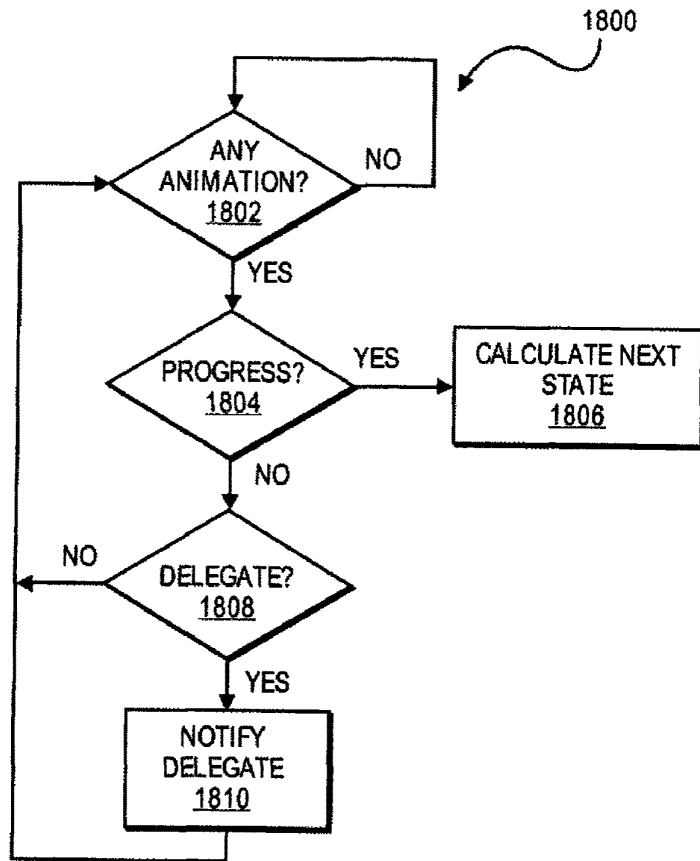 1800
ANY
ANIMATION?
1802
NO
YES
PROGRESS?
1804
YES
CALCULATE NEXT
STATE
1806
NO
DELEGATE?
1808
NO
YES
NOTIFY
DELEGATE
1810